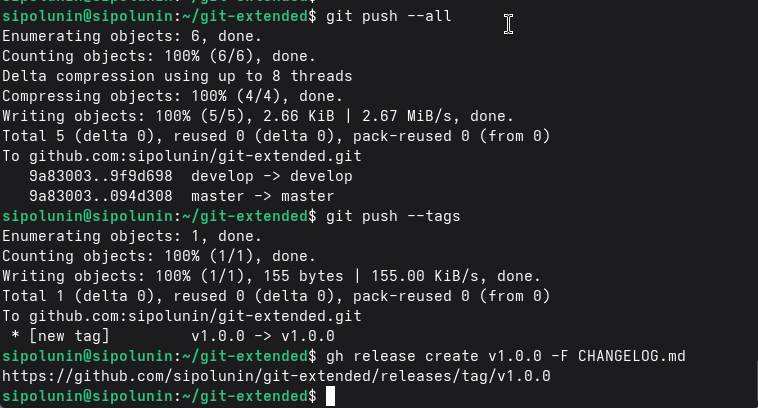 sipolunin@sipolunin:~/git-extended$ git push --all
Enumerating objects: 6, done.
Counting objects: 100% (6/6), done.
Delta compression using up to 8 threads
Compressing objects: 100% (4/4), done.
Writing objects: 100% (5/5), 2.66 KiB | 2.67 MiB/s, done.
Total 5 (delta 0), reused 0 (delta 0), pack-reused 0 (from 0)
To github.com:sipolunin/git-extended.git
   9a83003..9f9d698  develop -> develop
   9a83003..094d308  master -> master
sipolunin@sipolunin:~/git-extended$ git push --tags
Enumerating objects: 1, done.
Counting objects: 100% (1/1), done.
Writing objects: 100% (1/1), 155 bytes | 155.00 KiB/s, done.
Total 1 (delta 0), reused 0 (delta 0), pack-reused 0 (from 0)
To github.com:sipolunin/git-extended.git
 * [new tag]         v1.0.0 -> v1.0.0
sipolunin@sipolunin:~/git-extended$ gh release create v1.0.0 -F CHANGELOG.md
https://github.com/sipolunin/git-extended/releases/tag/v1.0.0
sipolunin@sipolunin:~/git-extended$